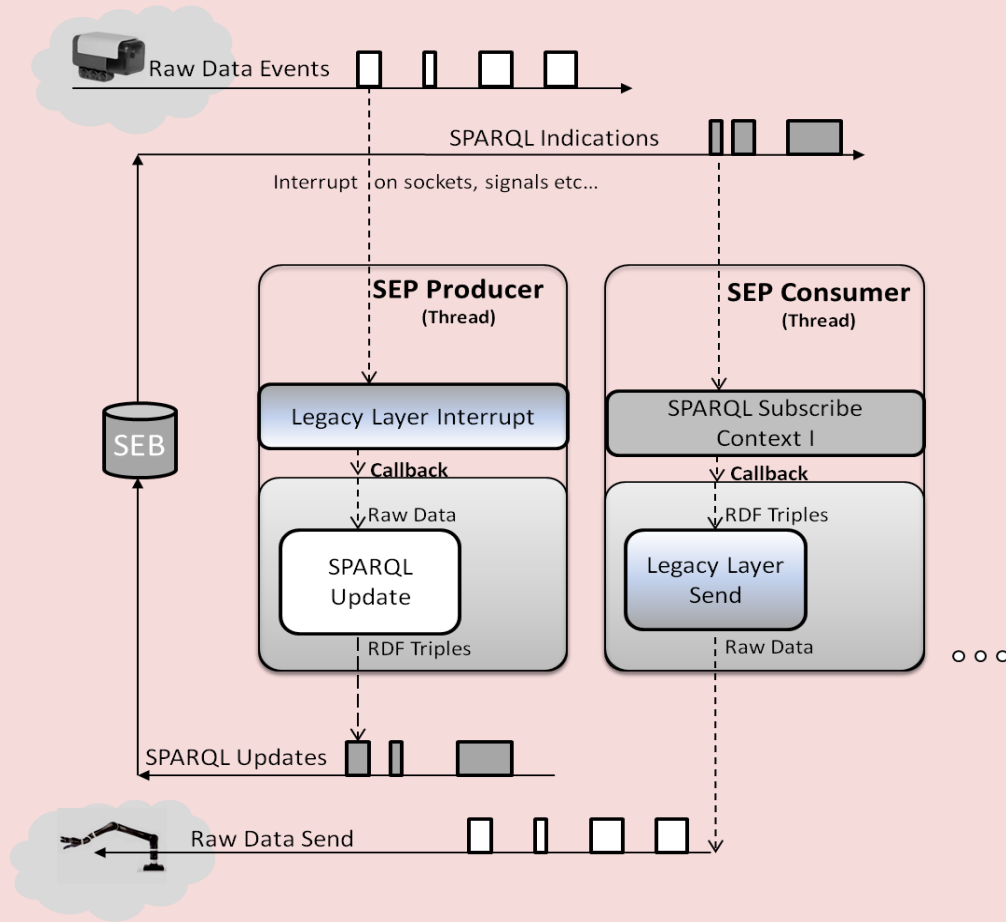 Raw Data Events
SPARQL Indications
Interrupt on sockets, signals etc...
SEP Producer
(Thread)
SEP Consumer
(Thread)
Legacy Layer Interrupt
SPARQL Subscribe
Context I
SEB
Callback
Callback
Raw Data
RDF Triples
SPARQL
Update
Legacy Layer
Send
RDF Triples
Raw Data
SPARQL Updates
Raw Data Send